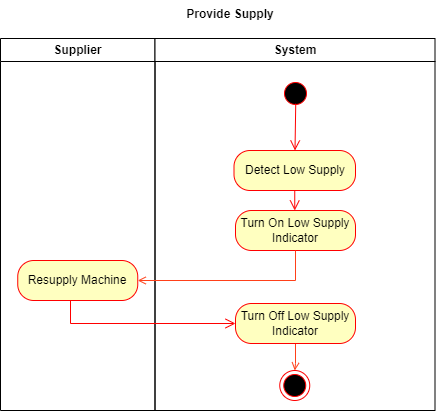 Provide Supply
Supplier
System
Detect Low Supply
Turn On Low Supply
Indicator
Resupply Machine
Turn Off Low Supply
Indicator